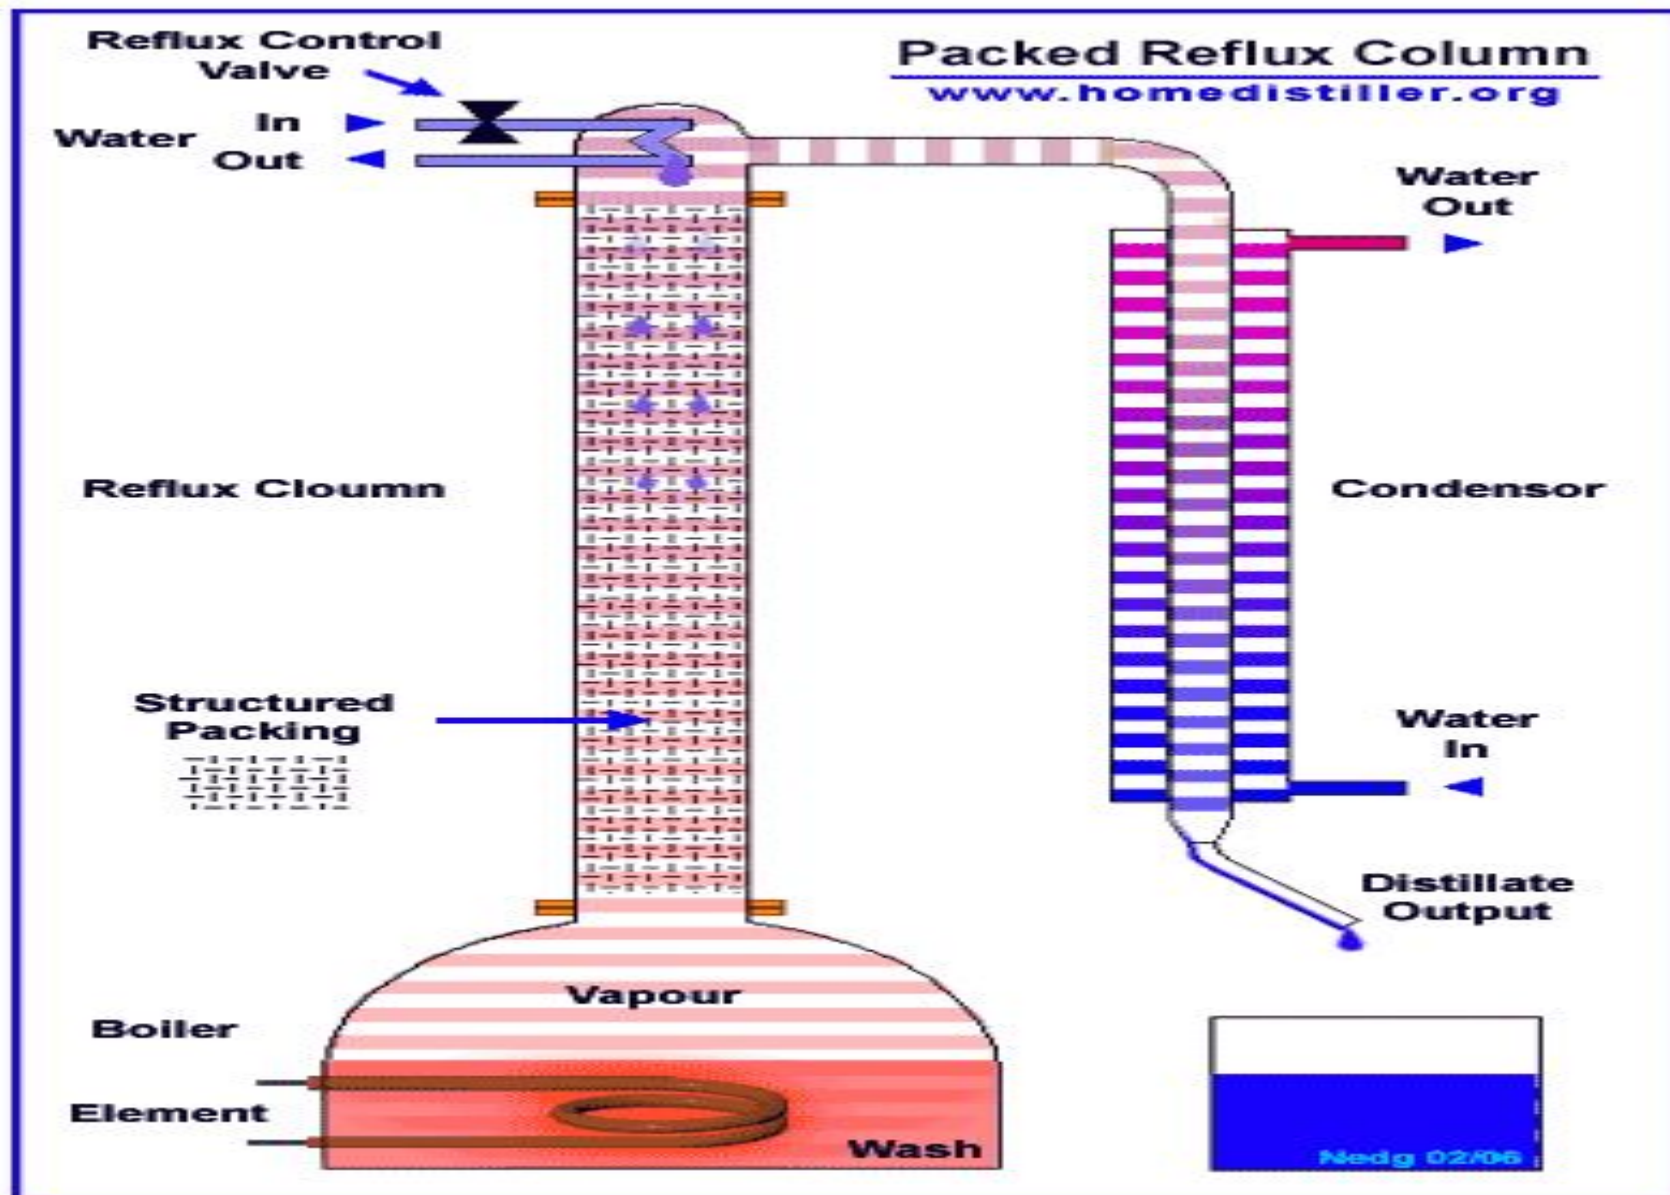 Packed Reflux Column
www.homedistiller.org
Reflux Control
Valve
In
Water
Out
Water
Out
Reflux Cloumn
Condensor
Structured
Packing
Water
In
Distillate
Output
Vapour
Boiler
Element
Wash
Nedg 02/06